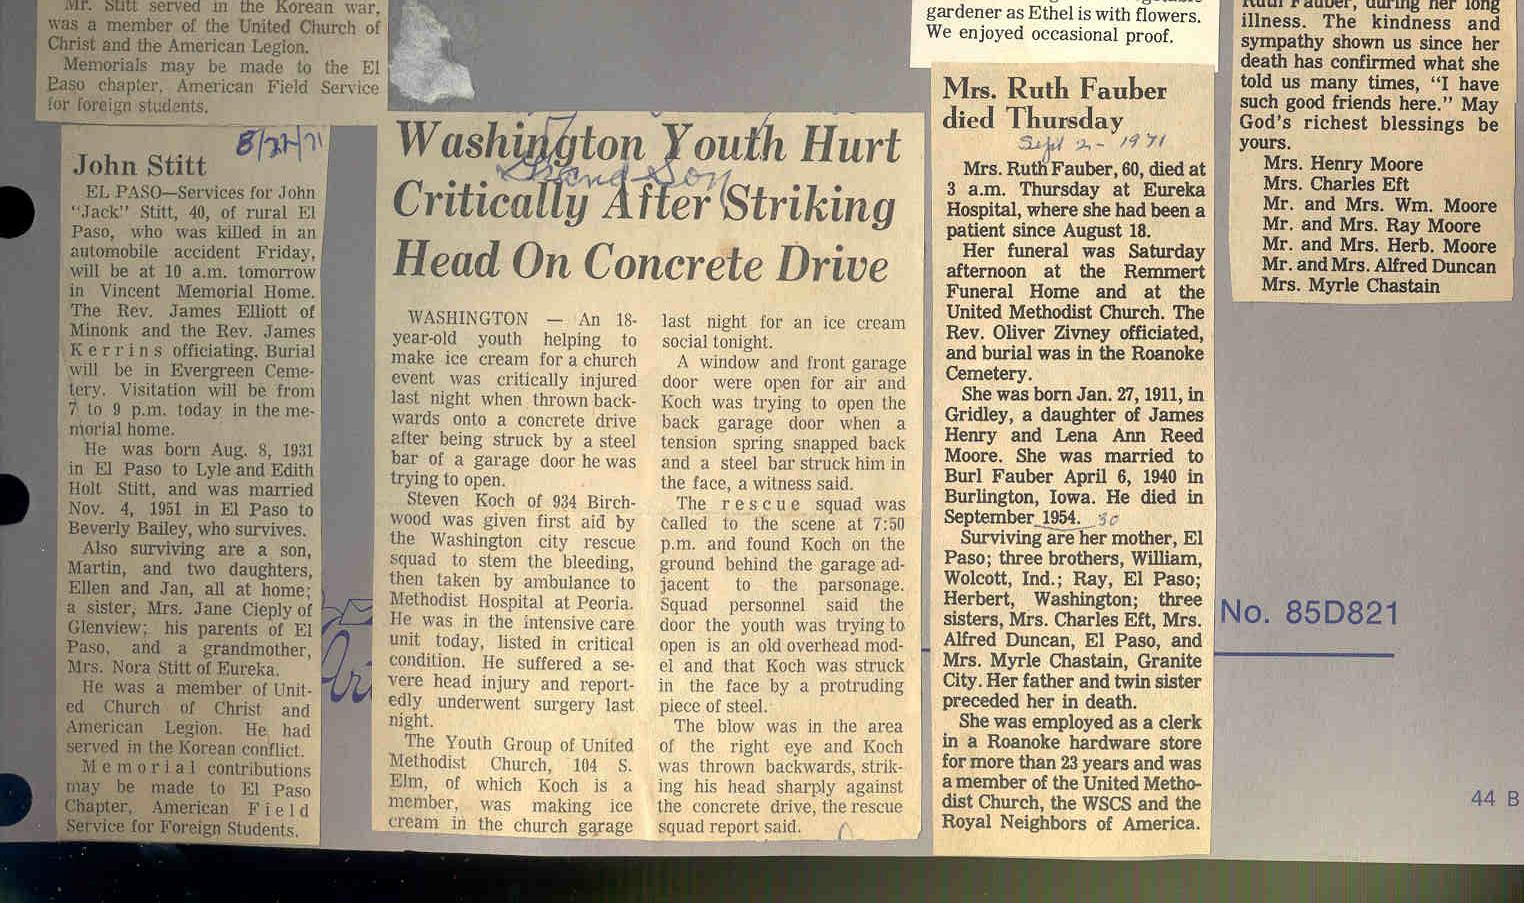 Mr. Stitt served in the Korean war,
was a member of the United Church of
Christ and the American Legion.
Memorials may be made to the El
Paso chapter, American Field Service
for foreign students.
8/22/71
John Stitt
EL PASO—Services for John
"Jack" Stitt, 40, of rural El
Paso, who was killed in an
automobile accident Friday,
will be at 10 a.m. tomorrow
in Vincent Memorial Home.
The Rev. James Elliott of
Minonk and the Rev. James
Kerrins officiating. Burial
will be in Evergreen Ceme-
tery. Visitation will be from
7 to 9 p.m. today in the me-
morial home.
He was born Aug. 8, 1931
in El Paso to Lyle and Edith
Holt Stitt, and was married
Nov. 4, 1951 in El Paso to
Beverly Bailey, who survives.
Also surviving are a son,
Martin, and two daughters,
Ellen and Jan, all at home;
a sister, Mrs. Jane Cieply of
Glenview; his parents of El
Paso, and a grandmother,
Mrs. Nora Stitt of Eureka.
He was a member of Unit-
ed Church of Christ and
American Legion. He had
served in the Korean conflict.
Memorial contributions
may be made to El Paso
Chapter, American Field
Service for Foreign Students.
Washington Youth Hurt
Grand Son
Critically After Striking
Head On Concrete Drive
WASHINGTON — An 18-
year-old youth helping to
make ice cream for a church
event was critically injured
last night when thrown back-
wards onto a concrete drive
after being struck by a steel
bar of a garage door he was
trying to open.
Steven Koch of 934 Birch-
wood was given first aid by
the Washington city rescue
squad to stem the bleeding,
then taken by ambulance to
Methodist Hospital at Peoria.
He was in the intensive care
unit today, listed in critical
condition. He suffered a se-
vere head injury and report-
edly underwent surgery last
night.
The Youth Group of United
Methodist Church, 104 S.
Elm, of which Koch is a
member, was making ice
cream in the church garage
last night for an ice cream
social tonight.
A window and front garage
door were open for air and
Koch was trying to open the
back garage door when a
tension spring snapped back
and a steel bar struck him in
the face, a witness said.
The rescue squad was
called to the scene at 7:50
p.m. and found Koch on the
ground behind the garage ad-
jacent to the parsonage.
Squad personnel said the
door the youth was trying to
open is an old overhead mod-
el and that Koch was struck
in the face by a protruding
piece of steel.
The blow was in the area
of the right eye and Koch
was thrown backwards, strik-
ing his head sharply against
the concrete drive, the rescue
squad report said.
gardener as Ethel is with flowers.
We enjoyed occasional proof.
Mrs. Ruth Fauber
died Thursday
Sept 2 - 1971
Mrs. Ruth Fauber, 60, died at
3 a.m. Thursday at Eureka
Hospital, where she had been a
patient since August 18.
Her funeral was Saturday
afternoon at the Remmert
Funeral Home and at the
United Methodist Church. The
Rev. Oliver Zivney officiated,
and burial was in the Roanoke
Cemetery.
She was born Jan. 27, 1911, in
Gridley, a daughter of James
Henry and Lena Ann Reed
Moore. She was married to
Burl Fauber April 6, 1940 in
Burlington, Iowa. He died in
September 1954. 30
Surviving are her mother, El
Paso; three brothers, William,
Wolcott, Ind.; Ray, El Paso;
Herbert, Washington; three
sisters, Mrs. Charles Eft, Mrs.
Alfred Duncan, El Paso, and
Mrs. Myrle Chastain, Granite
City. Her father and twin sister
preceded her in death.
She was employed as a clerk
in a Roanoke hardware store
for more than 23 years and was
a member of the United Metho-
dist Church, the WSCS and the
Royal Neighbors of America.
Ruth Fauber, during her long
illness. The kindness and
sympathy shown us since her
death has confirmed what she
told us many times, "I have
such good friends here." May
God's richest blessings be
yours.
Mrs. Henry Moore
Mrs. Charles Eft
Mr. and Mrs. Wm. Moore
Mr. and Mrs. Ray Moore
Mr. and Mrs. Herb. Moore
Mr. and Mrs. Alfred Duncan
Mrs. Myrle Chastain
No. 85D821
44 B